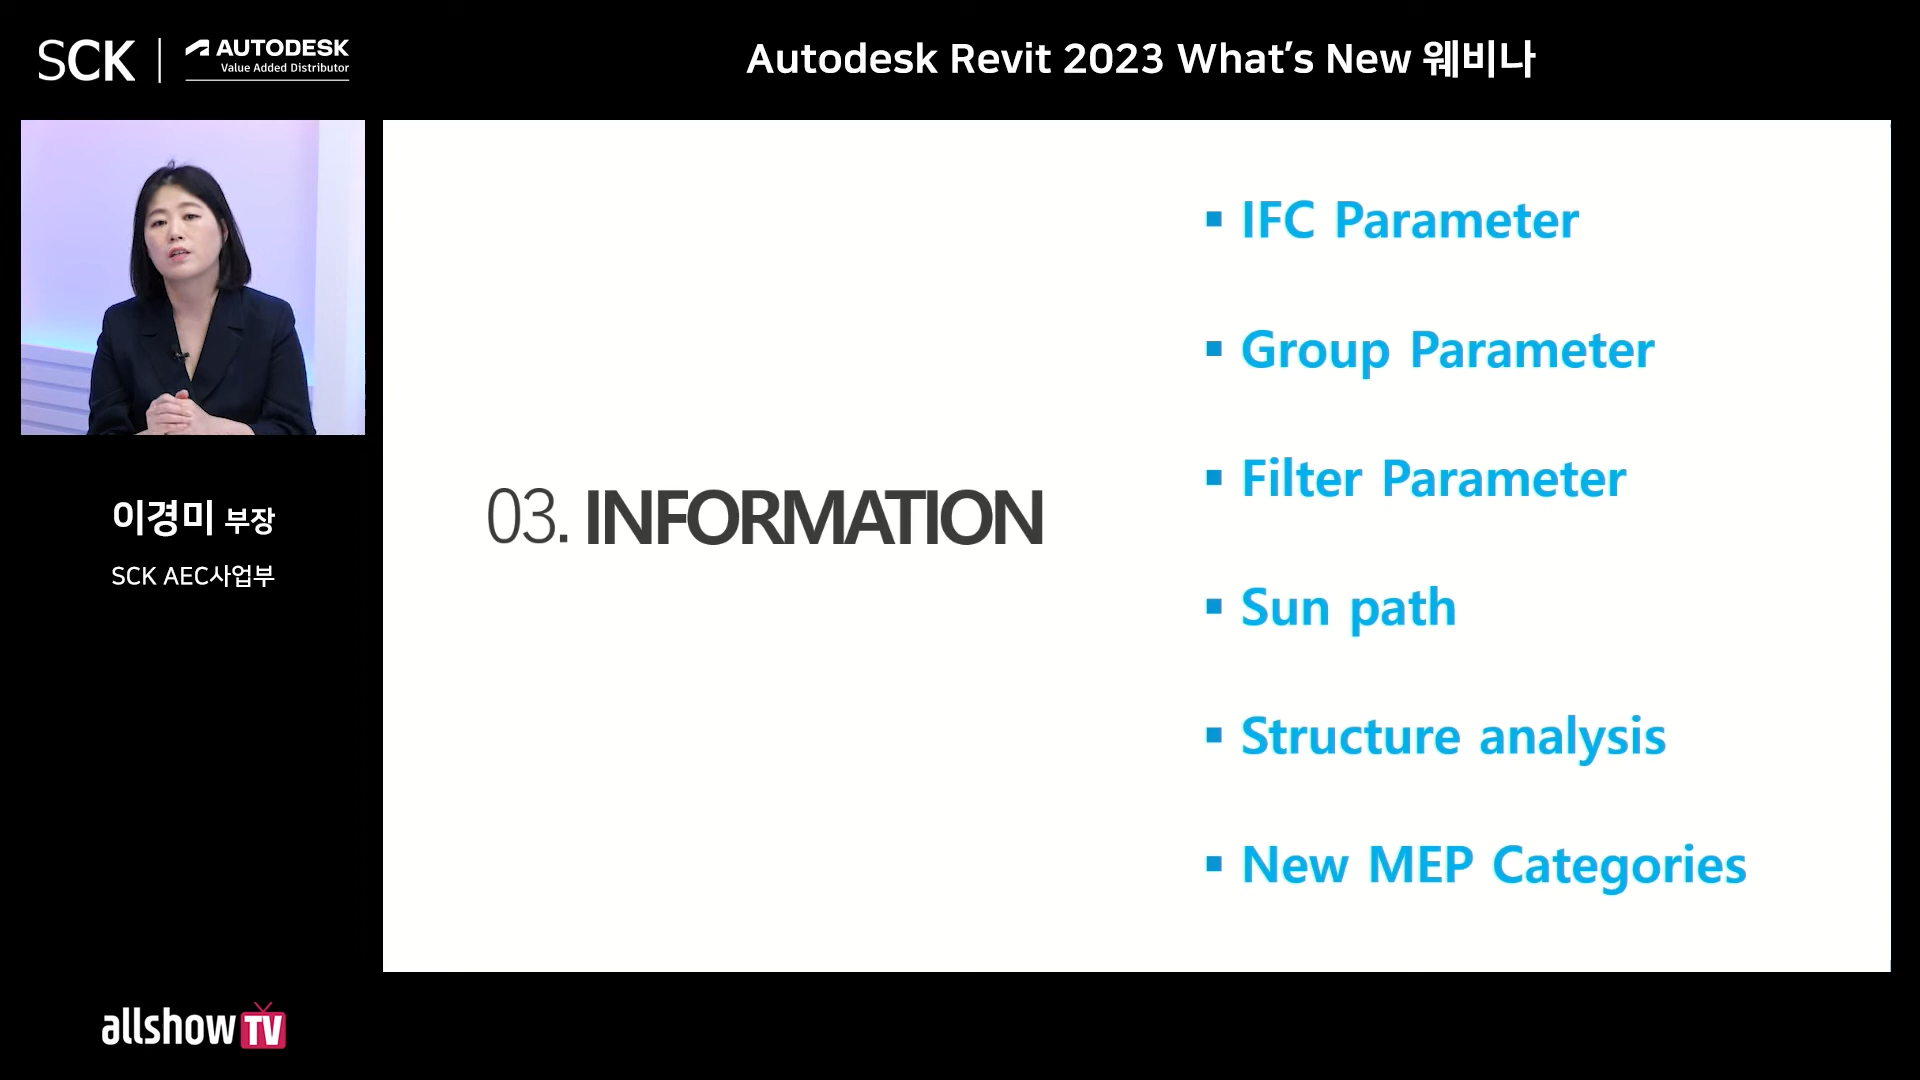 SCK
AUTODESK
Value Added Distributor
Autodesk Revit 2023 What's New 웨비나
이경미 부장
SCK AEC사업부
03. INFORMATION
▪ IFC Parameter
▪ Group Parameter
▪ Filter Parameter
▪ Sun path
▪ Structure analysis
▪ New MEP Categories
allshow TV